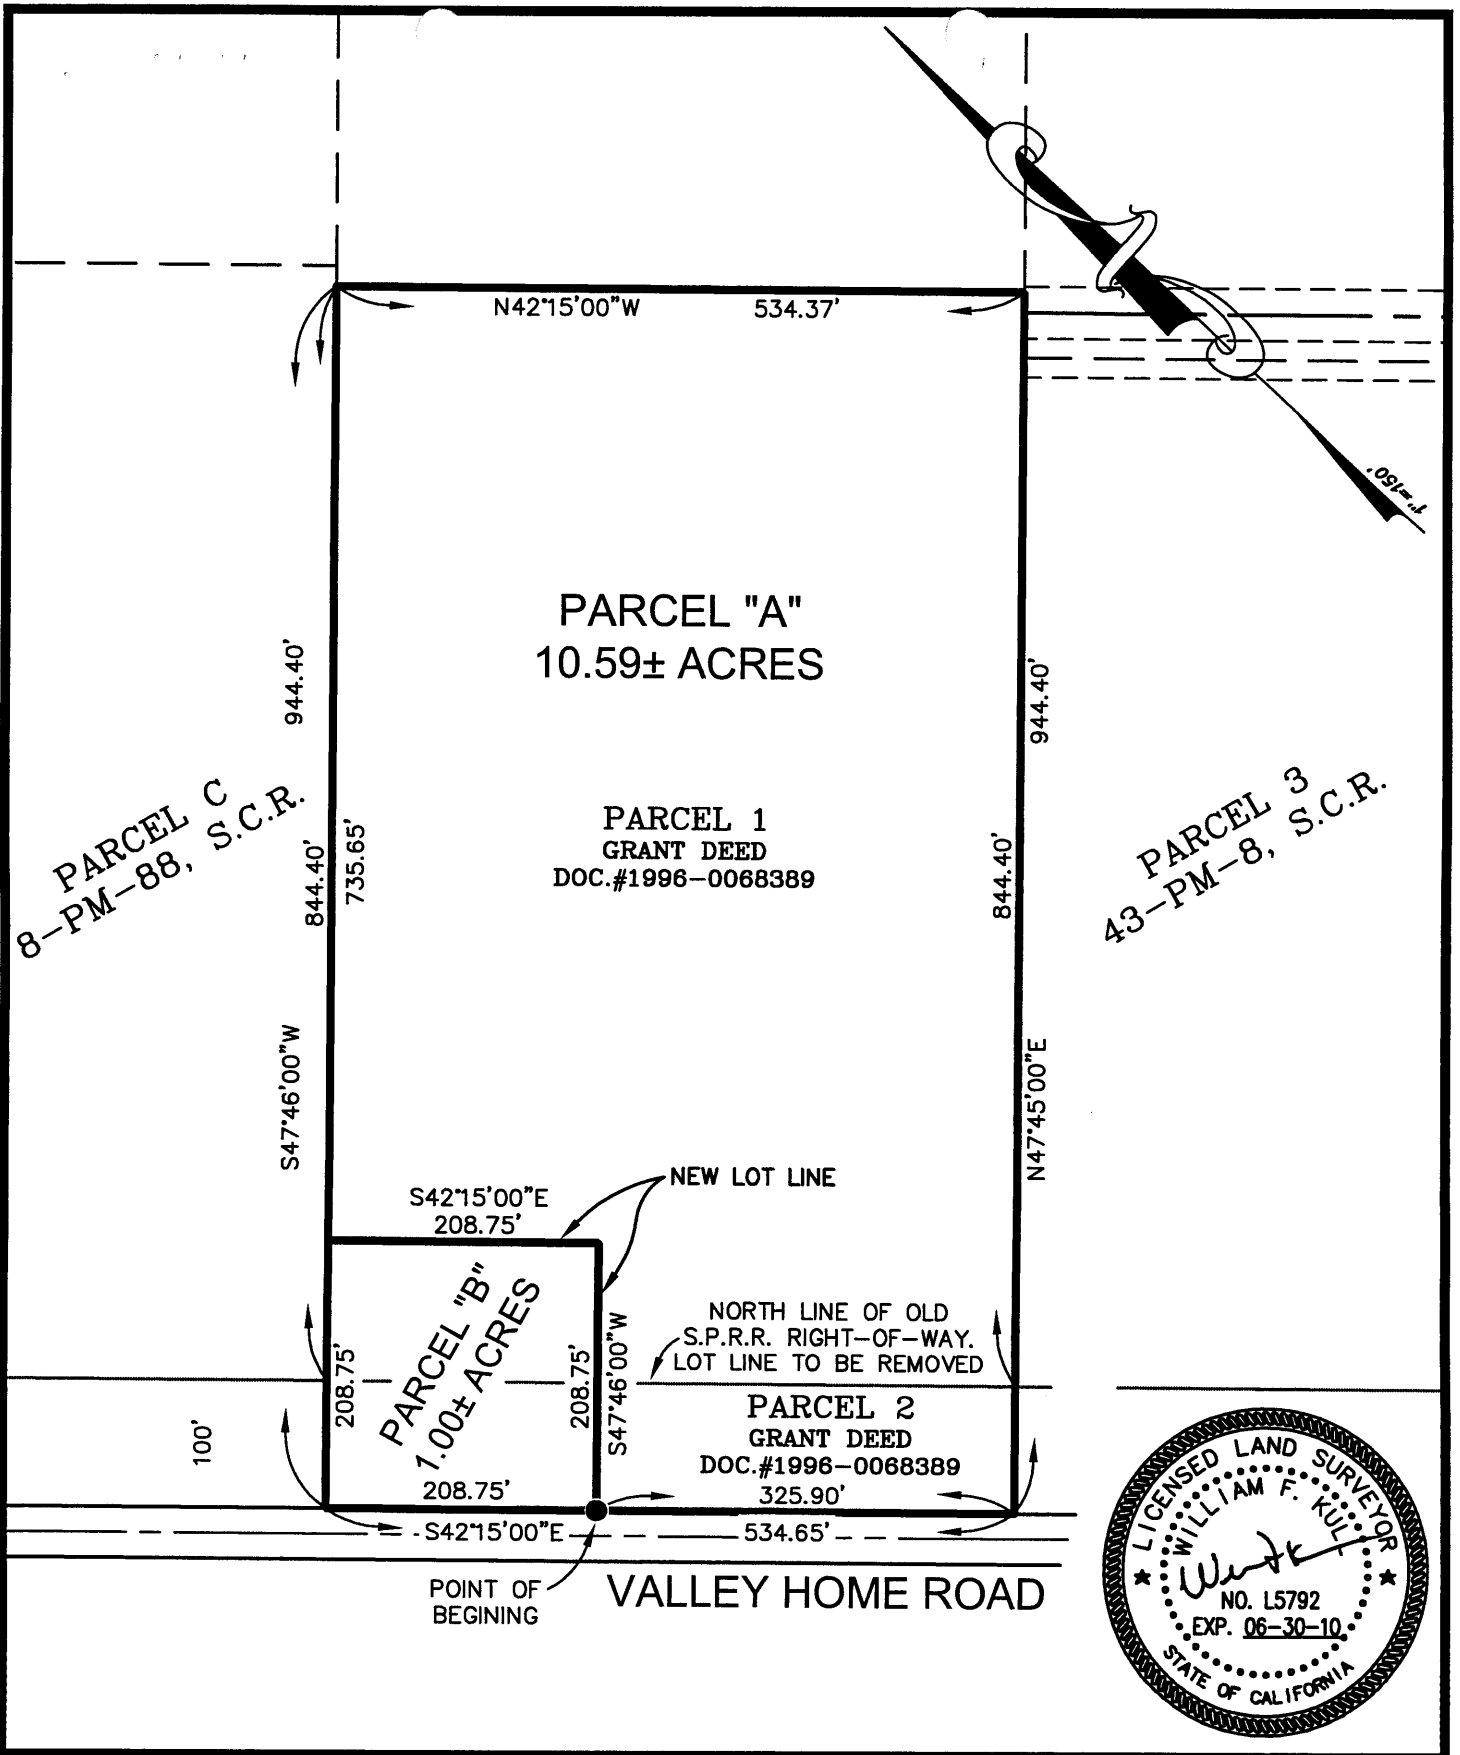 1"=150'
N42°15'00"W 534.37'
PARCEL "A"
10.59± ACRES
944.40'
944.40'
PARCEL C
8-PM-88, S.C.R.
844.40'
735.65'
PARCEL 1
GRANT DEED
DOC.#1996-0068389
844.40'
PARCEL 3
43-PM-8, S.C.R.
S47°46'00"W
N47°45'00"E
NEW LOT LINE
S42°15'00"E
208.75'
PARCEL "B"
1.00± ACRES
208.75'
208.75'
S47°46'00"W
NORTH LINE OF OLD
S.P.R.R. RIGHT-OF-WAY.
LOT LINE TO BE REMOVED
100'
PARCEL 2
GRANT DEED
DOC.#1996-0068389
208.75'
325.90'
S42°15'00"E 534.65'
POINT OF
BEGINING
VALLEY HOME ROAD
LICENSED LAND SURVEYOR
WILLIAM F. KULL
NO. L5792
EXP. 06-30-10
STATE OF CALIFORNIA